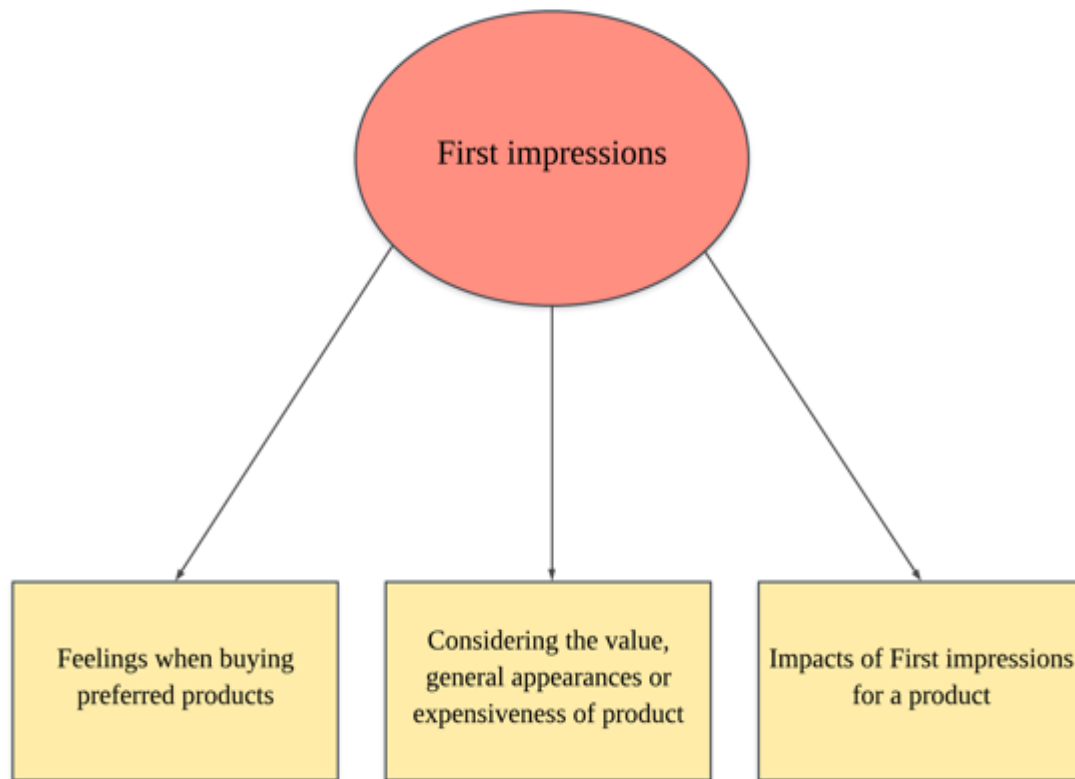 First impressions
Feelings when buying
preferred products
Considering the value,
general appearances or
expensiveness of product
Impacts of First impressions
for a product